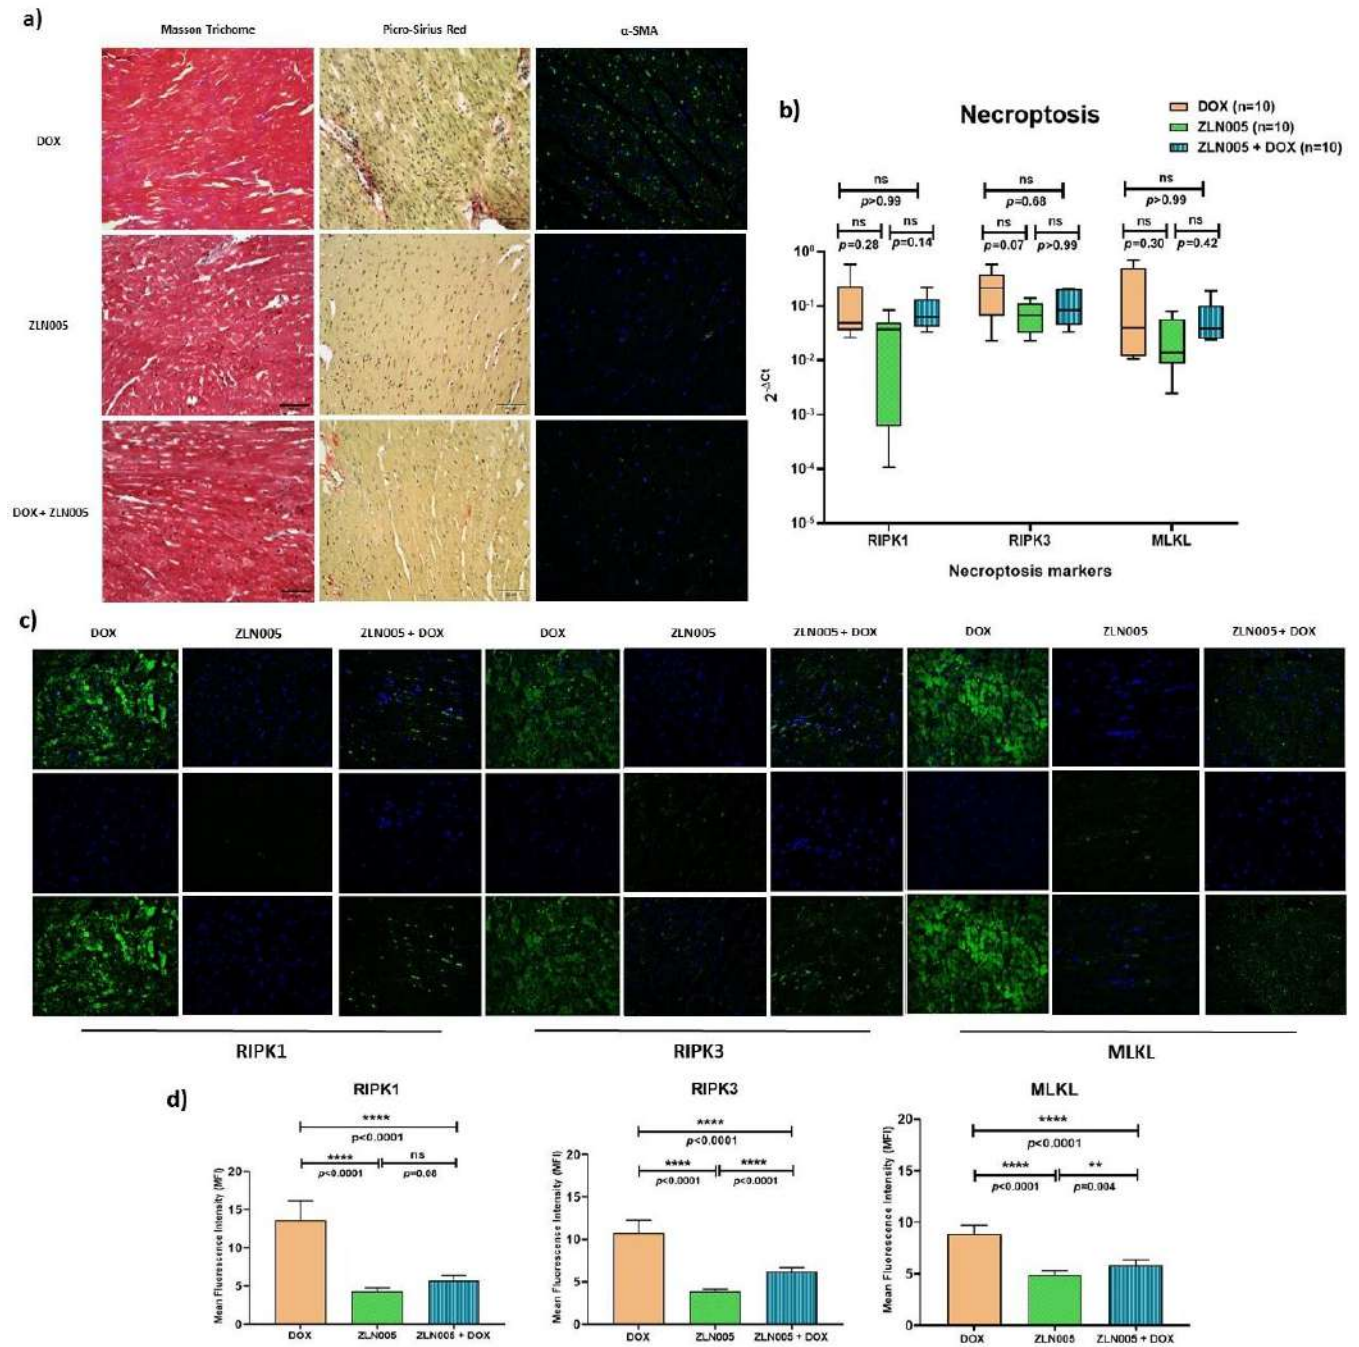 a)
Masson Trichome
Picro-Sirius Red
α-SMA
DOX
ZLN005
DOX + ZLN005
b)
Necroptosis
DOX (n=10)
ZLN005 (n=10)
ZLN005 + DOX (n=10)
ns ns ns
p>0.99 p=0.68 p>0.99
ns ns ns ns ns ns
p=0.28 p=0.14 p=0.07 p>0.99 p=0.30 p=0.42
10⁰
10⁻¹
10⁻²
10⁻³
10⁻⁴
10⁻⁵
2^-ΔCt
RIPK1 RIPK3 MLKL
Necroptosis markers
c)
DOX ZLN005 ZLN005 + DOX DOX ZLN005 ZLN005 + DOX DOX ZLN005 ZLN005 + DOX
RIPK1 RIPK3 MLKL
d)
RIPK1
****
p<0.0001
**** ns
p<0.0001
Mean Fluorescence Intensity (MFI)
20
15
10
5
0
DOX ZLN005 ZLN005 + DOX
RIPK3
****
p<0.0001
**** ****
p<0.0001 p<0.0001
Mean Fluorescence Intensity (MFI)
20
15
10
5
0
DOX ZLN005 ZLN005 + DOX
MLKL
****
p<0.0001
**** **
p<0.0001 p=0.004
Mean Fluorescence Intensity (MFI)
20
15
10
5
0
DOX ZLN005 ZLN005 + DOX